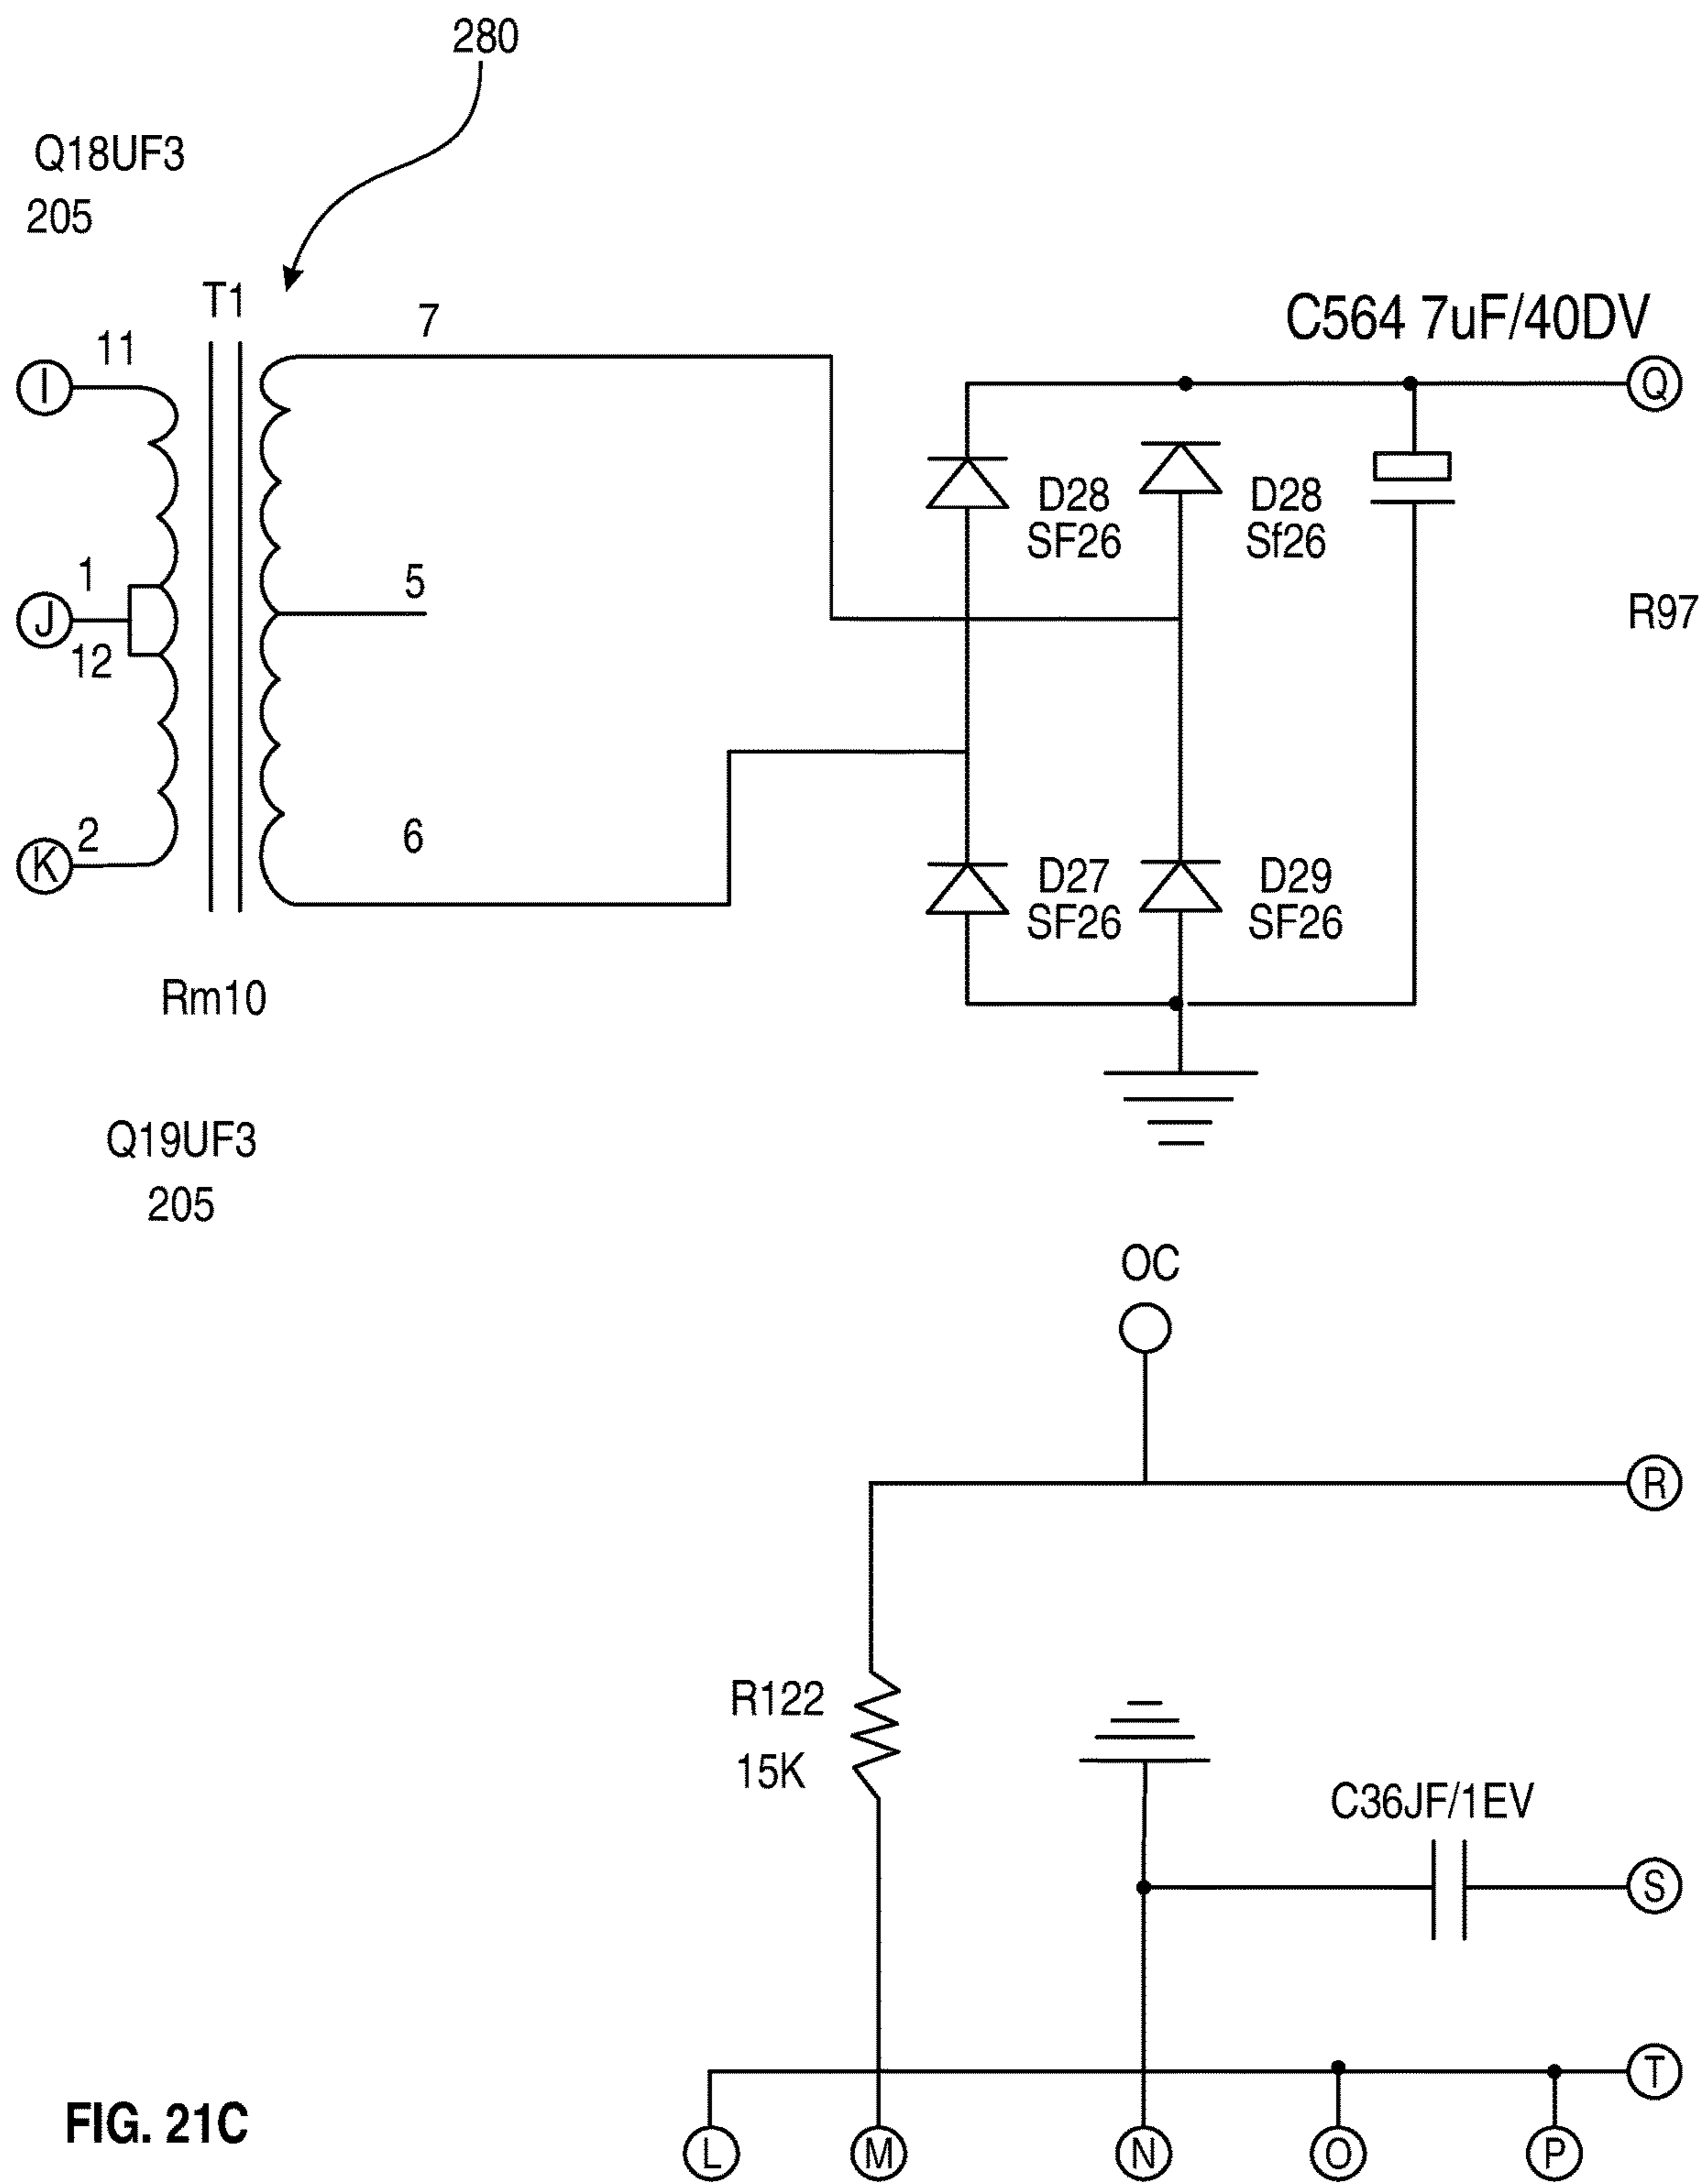 280
Q18UF3
205
T1
7
11
I
C564 7uF/40DV
Q
D28
SF26
D28
Sf26
1
J
12
5
R97
2
K
6
D27
SF26
D29
SF26
Rm10
Q19UF3
205
OC
R
R122
15K
C36JF/1EV
S
T
FIG. 21C
L
M
N
O
P